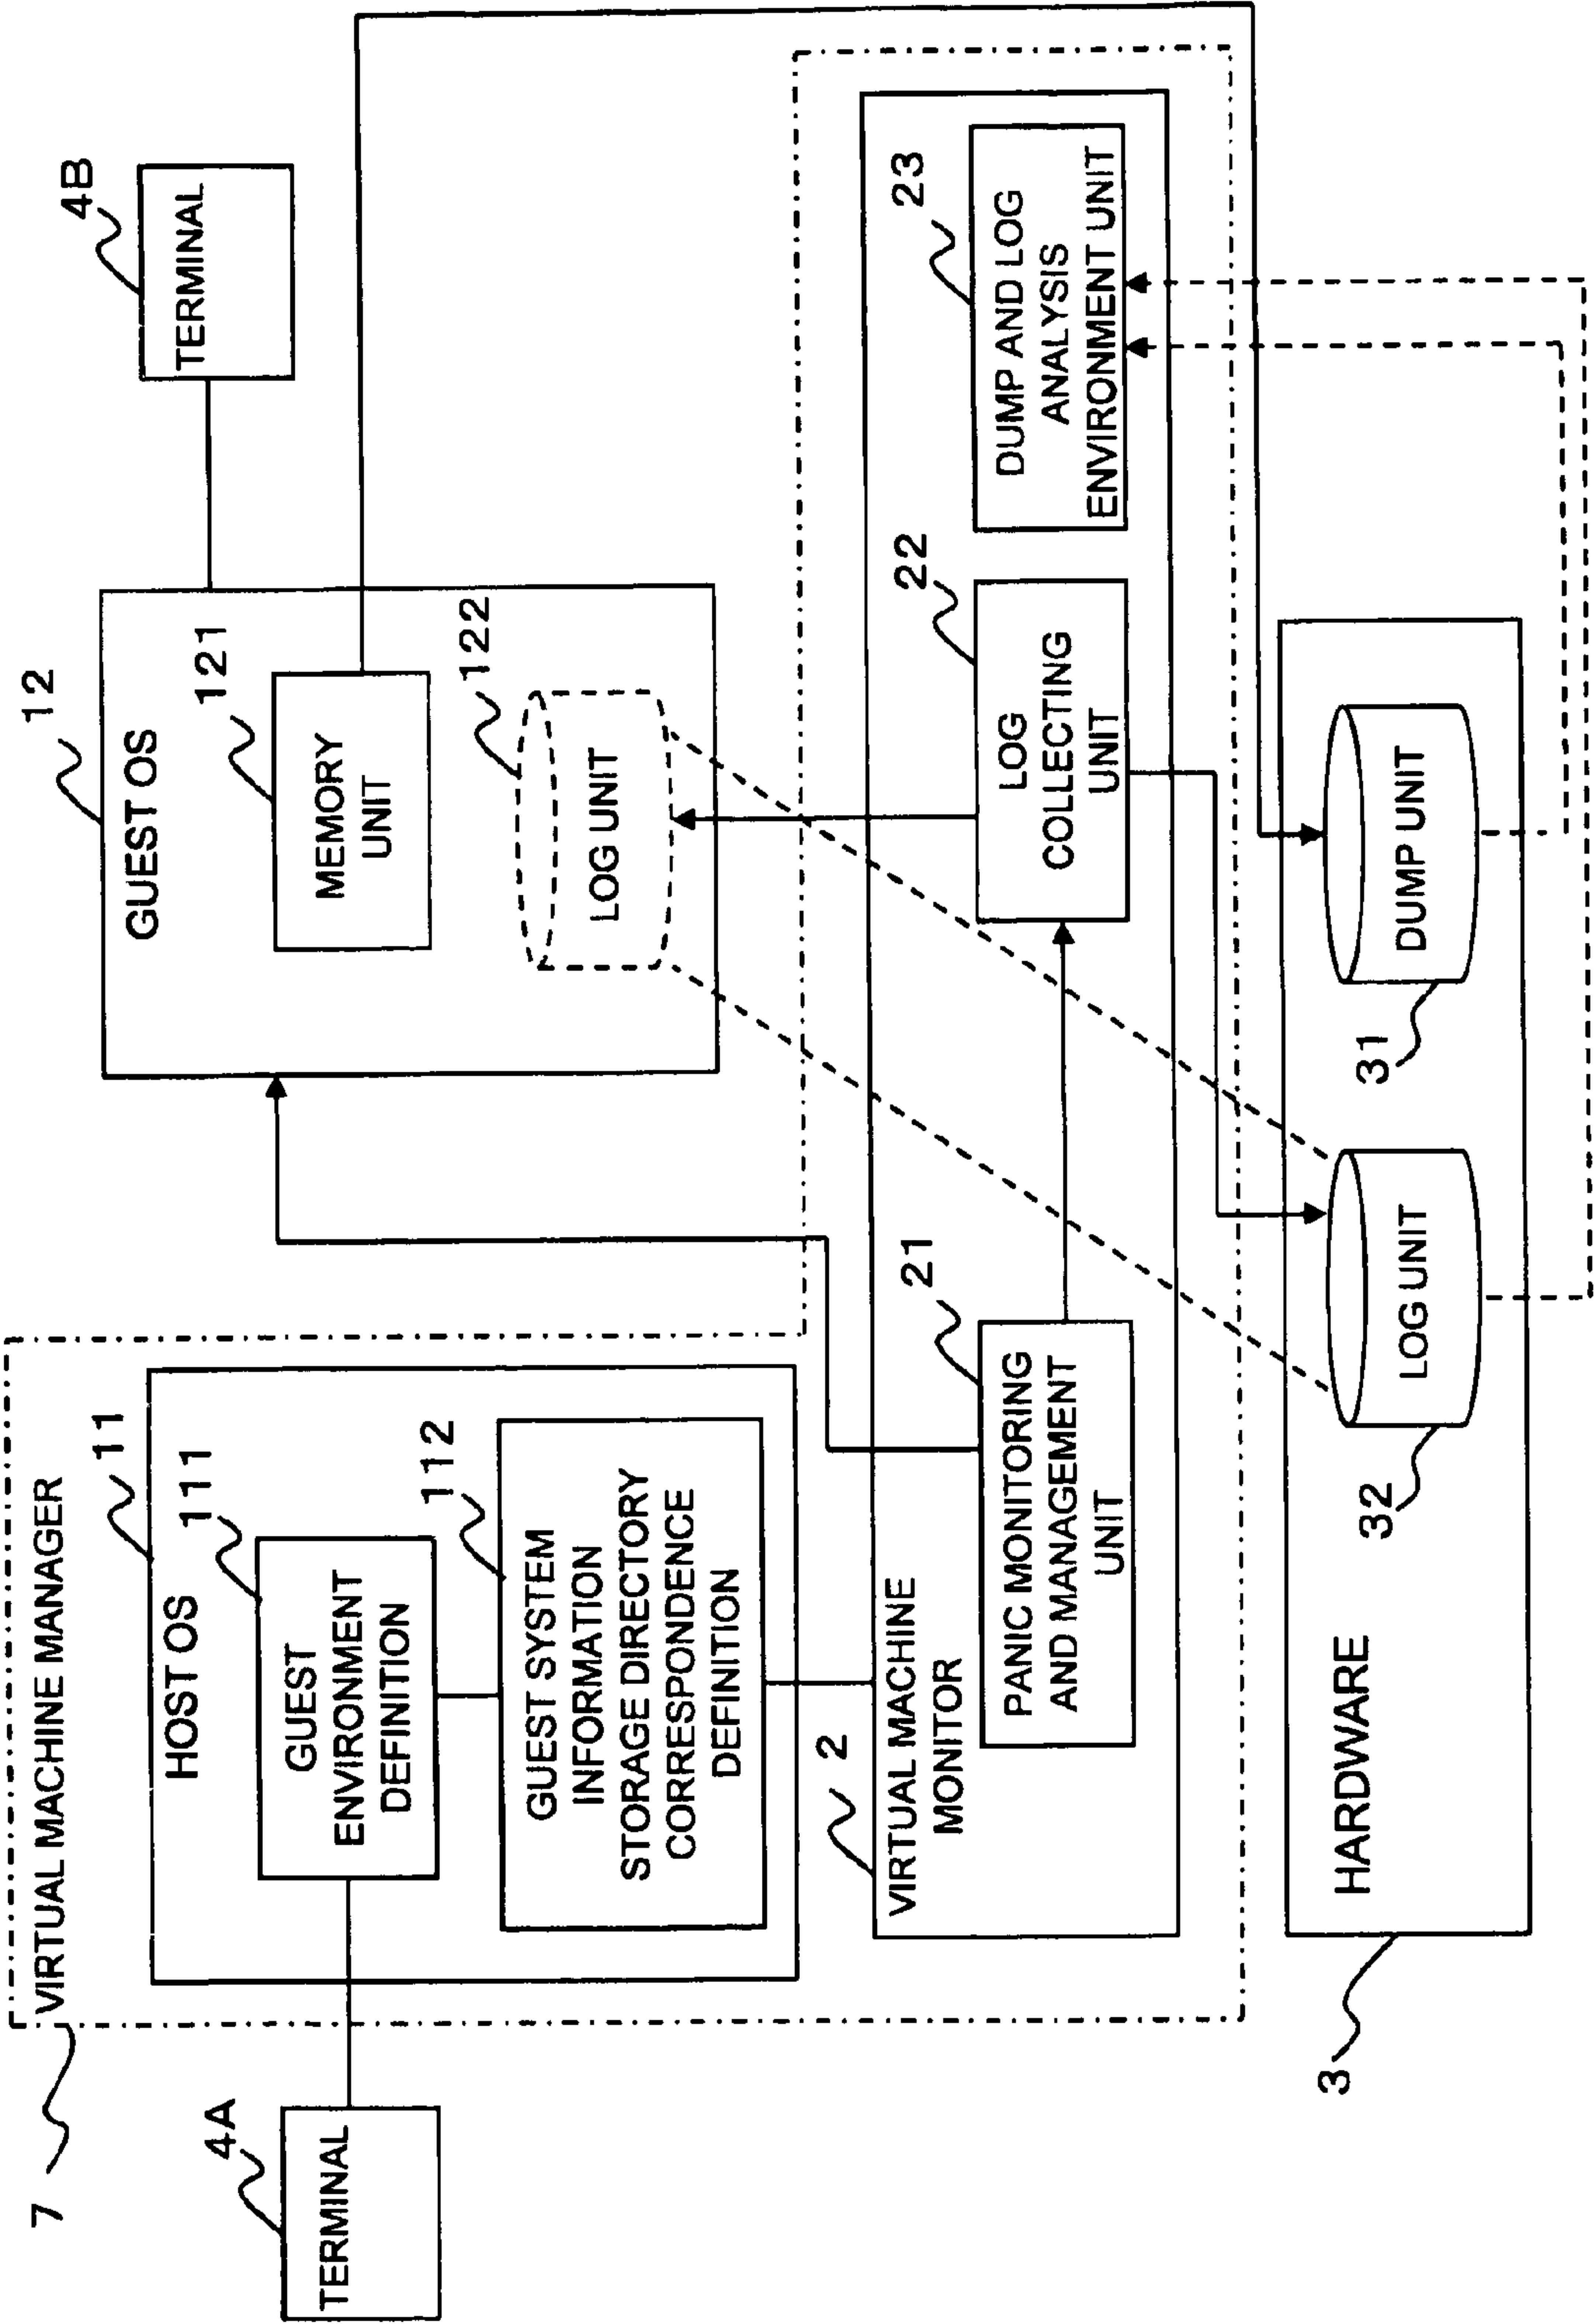 7
VIRTUAL MACHINE MANAGER
11
HOST OS
111
GUEST
ENVIRONMENT
DEFINITION
112
GUEST SYSTEM
INFORMATION
STORAGE DIRECTORY
CORRESPONDENCE
DEFINITION
4A
TERMINAL
12
GUEST OS
121
MEMORY
UNIT
122
LOG UNIT
4B
TERMINAL
2
VIRTUAL MACHINE
MONITOR
21
PANIC MONITORING
AND MANAGEMENT
UNIT
22
LOG
COLLECTING
UNIT
23
DUMP AND LOG
ANALYSIS
ENVIRONMENT UNIT
3
HARDWARE
32
LOG UNIT
31
DUMP UNIT